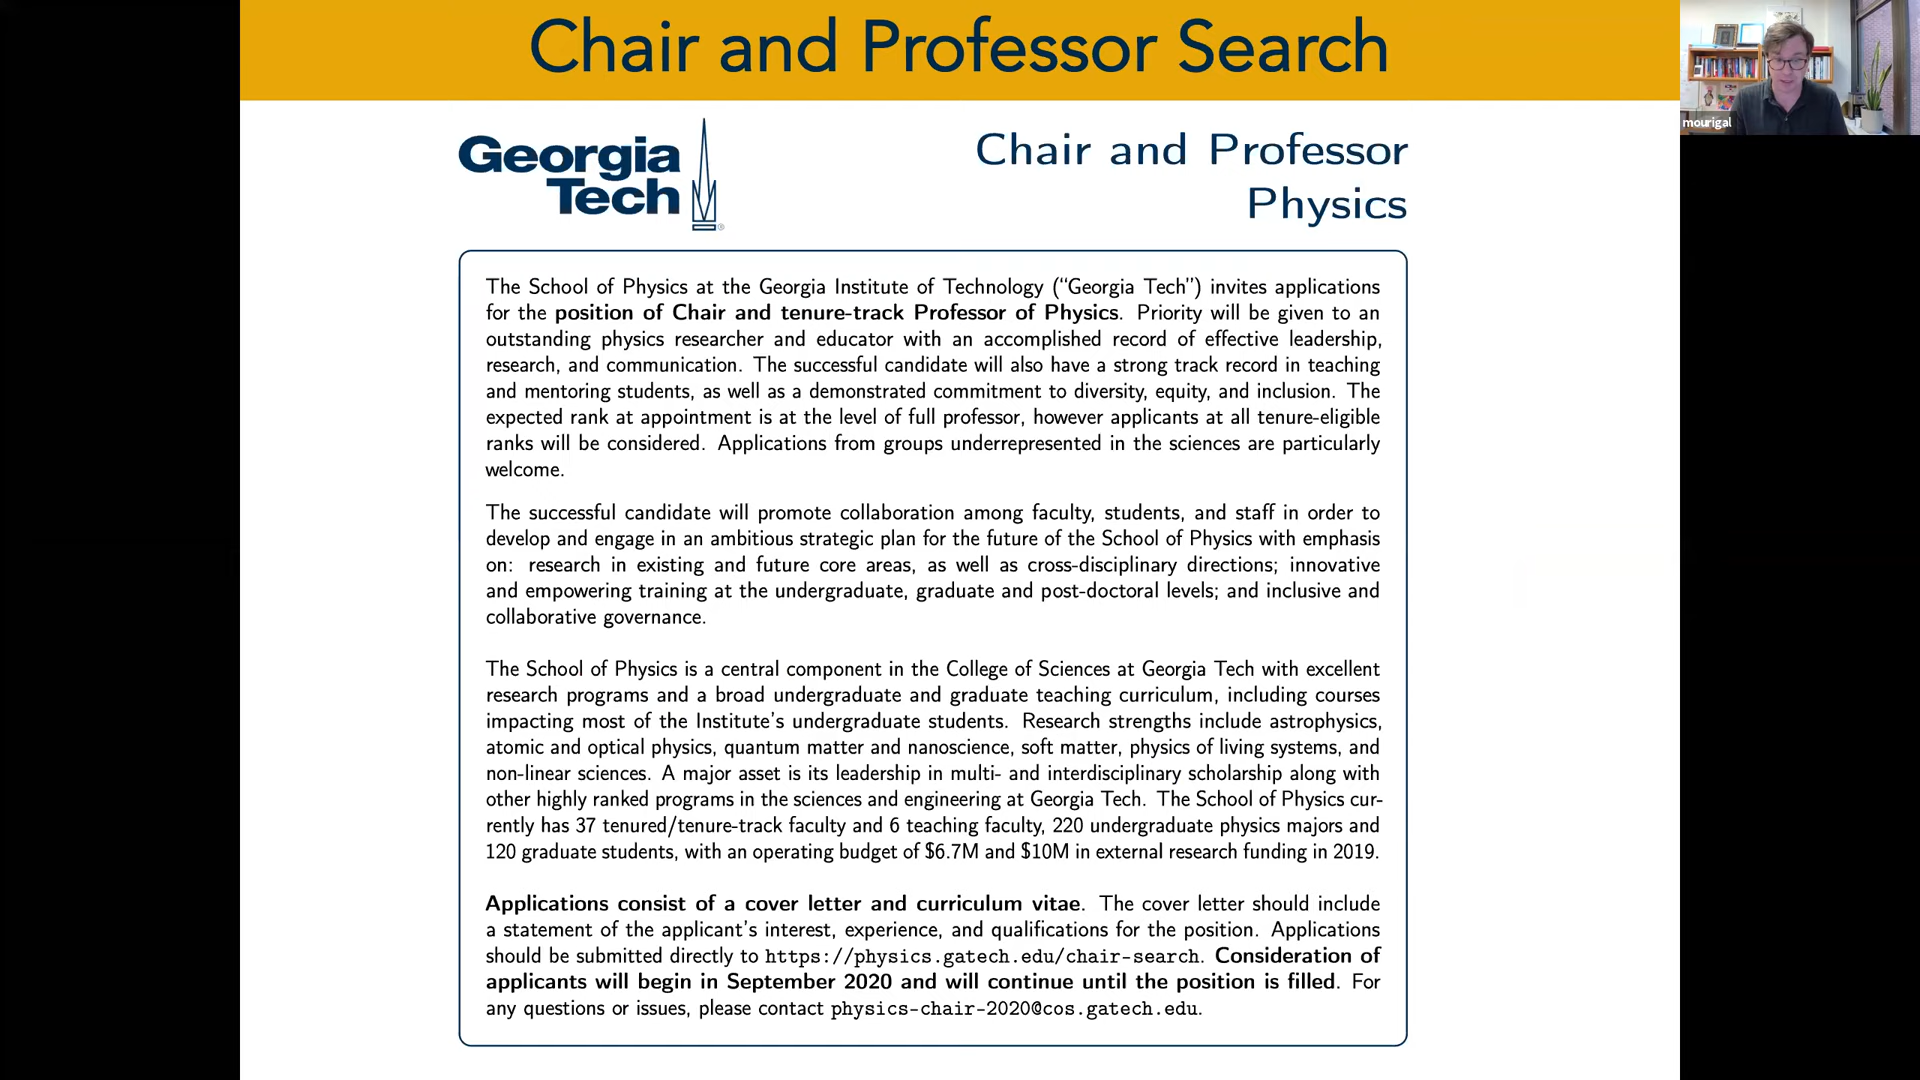 Chair and Professor Search
mourigal
Georgia
Tech
®
Chair and Professor
Physics
The School of Physics at the Georgia Institute of Technology (“Georgia Tech”) invites applications
for the position of Chair and tenure-track Professor of Physics. Priority will be given to an
outstanding physics researcher and educator with an accomplished record of effective leadership,
research, and communication. The successful candidate will also have a strong track record in teaching
and mentoring students, as well as a demonstrated commitment to diversity, equity, and inclusion. The
expected rank at appointment is at the level of full professor, however applicants at all tenure-eligible
ranks will be considered. Applications from groups underrepresented in the sciences are particularly
welcome.
The successful candidate will promote collaboration among faculty, students, and staff in order to
develop and engage in an ambitious strategic plan for the future of the School of Physics with emphasis
on: research in existing and future core areas, as well as cross-disciplinary directions; innovative
and empowering training at the undergraduate, graduate and post-doctoral levels; and inclusive and
collaborative governance.
The School of Physics is a central component in the College of Sciences at Georgia Tech with excellent
research programs and a broad undergraduate and graduate teaching curriculum, including courses
impacting most of the Institute’s undergraduate students. Research strengths include astrophysics,
atomic and optical physics, quantum matter and nanoscience, soft matter, physics of living systems, and
non-linear sciences. A major asset is its leadership in multi- and interdisciplinary scholarship along with
other highly ranked programs in the sciences and engineering at Georgia Tech. The School of Physics cur-
rently has 37 tenured/tenure-track faculty and 6 teaching faculty, 220 undergraduate physics majors and
120 graduate students, with an operating budget of $6.7M and $10M in external research funding in 2019.
Applications consist of a cover letter and curriculum vitae. The cover letter should include
a statement of the applicant’s interest, experience, and qualifications for the position. Applications
should be submitted directly to https://physics.gatech.edu/chair-search. Consideration of
applicants will begin in September 2020 and will continue until the position is filled. For
any questions or issues, please contact physics-chair-2020@cos.gatech.edu.